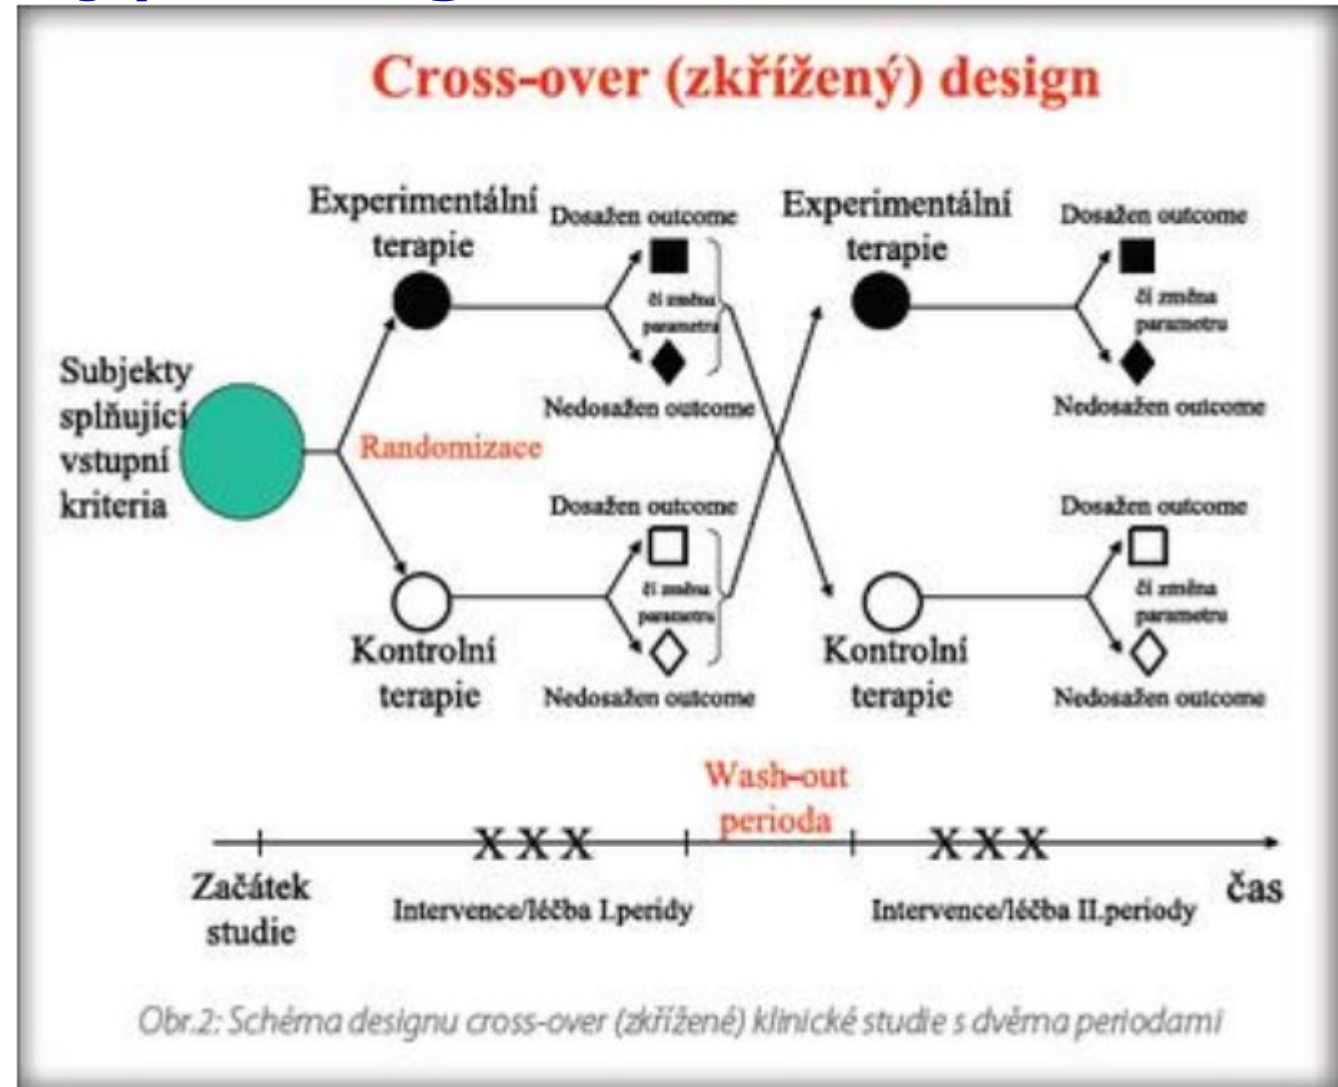 Cross-over (zkřížený) design
Experimentální
terapie
Dosažen outcome
či změna
parametru
Nedosažen outcome
Experimentální
terapie
Dosažen outcome
či změna
parametru
Nedosažen outcome
Subjekty
splňující
vstupní
kriteria
Randomizace
Dosažen outcome
či změna
parametru
Nedosažen outcome
Kontrolní
terapie
Dosažen outcome
či změna
parametru
Nedosažen outcome
Kontrolní
terapie
Wash-out
perioda
X X X
X X X
Začátek
studie
Intervence/léčba I.peridy
Intervence/léčba II.periody
čas
Obr.2: Schéma designu cross-over (zkřížené) klinické studie s dvěma periodami